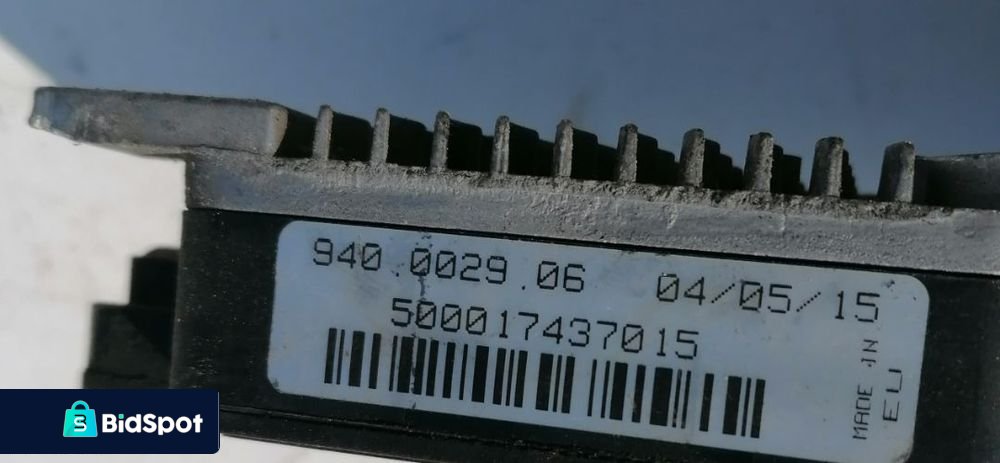 940.0029.06 04/05/15
500017437015
MADE IN
EU
BidSpot